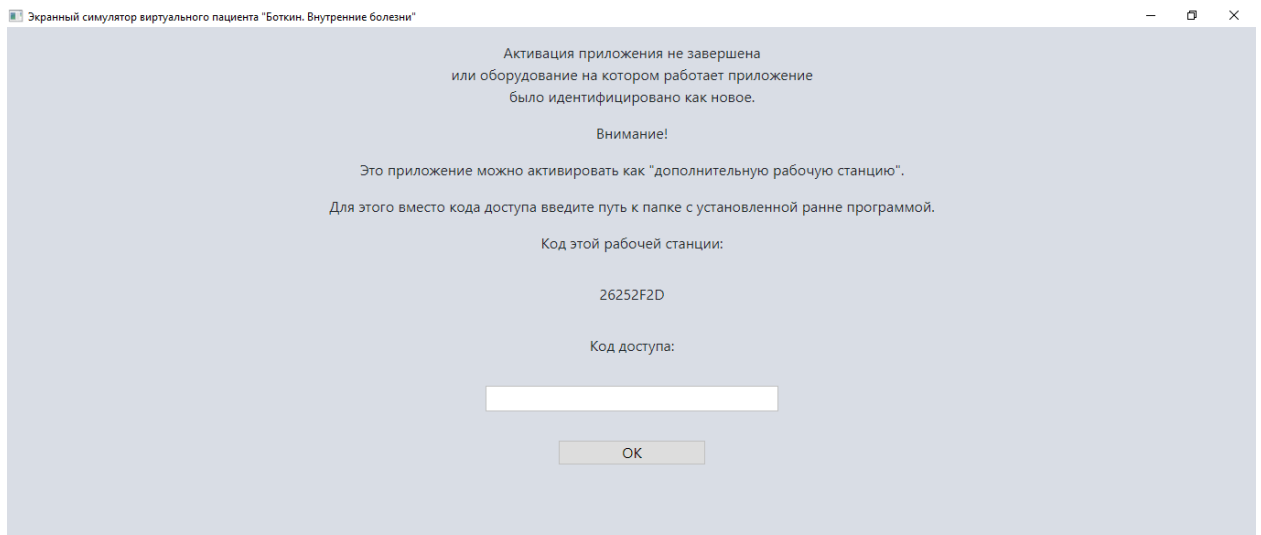 Экранный симулятор виртуального пациента "Боткин. Внутренние болезни"
Активация приложения не завершена
или оборудование на котором работает приложение
было идентифицировано как новое.
Внимание!
Это приложение можно активировать как "дополнительную рабочую станцию".
Для этого вместо кода доступа введите путь к папке с установленной ранне программой.
Код этой рабочей станции:
26252F2D
Код доступа:
OK